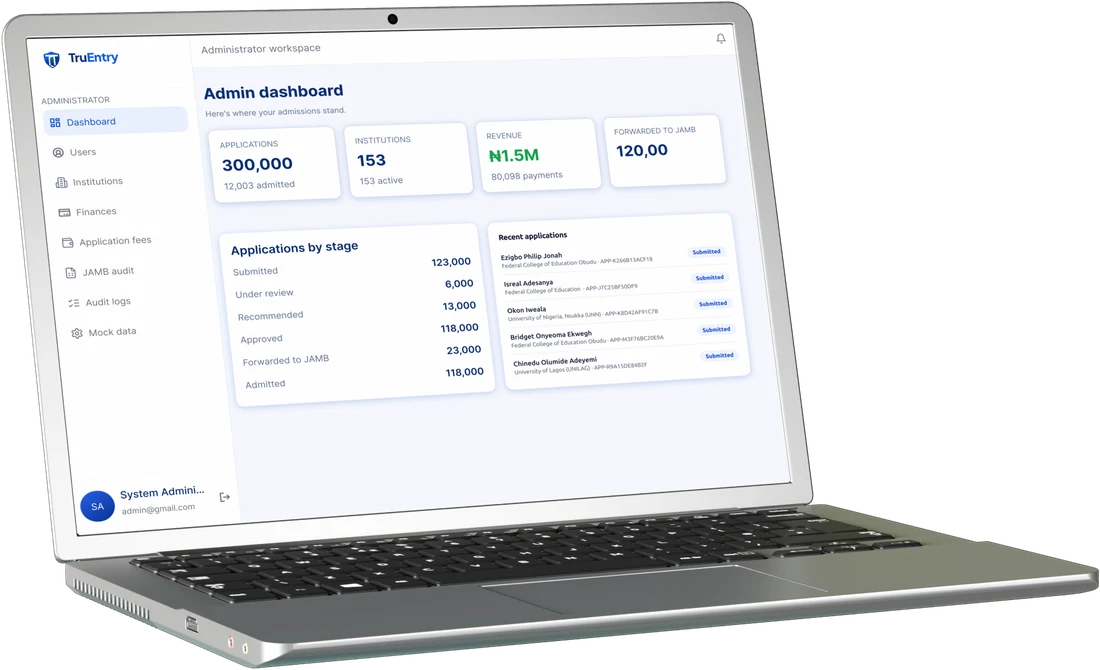 TruEntry
Administrator workspace
ADMINISTRATOR
Dashboard
Users
Institutions
Finances
Application fees
JAMB audit
Audit logs
Mock data
SA
System Admini...
admin@gmail.com
Admin dashboard
Here's where your admissions stand.
APPLICATIONS
300,000
12,003 admitted
INSTITUTIONS
153
153 active
REVENUE
₦1.5M
80,098 payments
FORWARDED TO JAMB
120,00
Applications by stage
Submitted 123,000
Under review 6,000
Recommended 13,000
Approved 118,000
Forwarded to JAMB 23,000
Admitted 118,000
Recent applications
Ezigbo Philip Jonah
Federal College of Education Obudu · APP-K266B13ACF18
Submitted
Isreal Adesanya
Federal College of Education · APP-J7C25BF50DF9
Submitted
Okon Iweala
University of Nigeria, Nsukka (UNN) · APP-K8D42AF91C7B
Submitted
Bridget Onyeoma Ekwegh
Federal College of Education Obudu · APP-M3F76BC20E9A
Submitted
Chinedu Olumide Adeyemi
University of Lagos (UNILAG) · APP-R9A15DE84B2F
Submitted